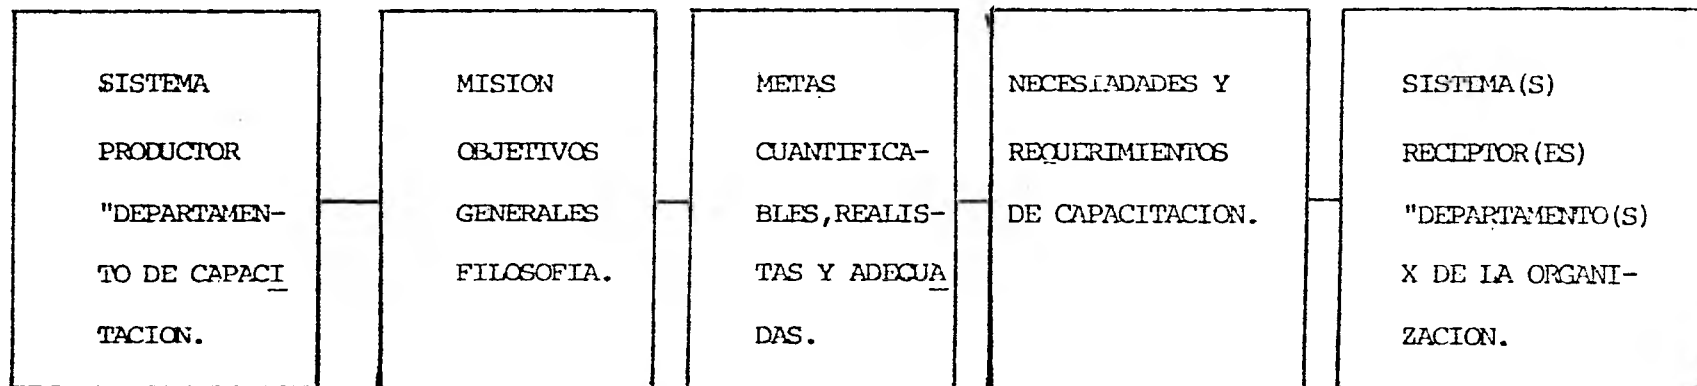 SISTEMA
PRODUCTOR
"DEPARTAMEN-
TO DE CAPACI
TACION.
MISION
OBJETIVOS
GENERALES
FILOSOFIA.
METAS
CUANTIFICA-
BLES,REALIS-
TAS Y ADECUA
DAS.
NECESIADADES Y
REQUERIMIENTOS
DE CAPACITACION.
SISTEMA(S)
RECEPTOR(ES)
"DEPARTAMENTO(S)
X DE LA ORGANI-
ZACION.